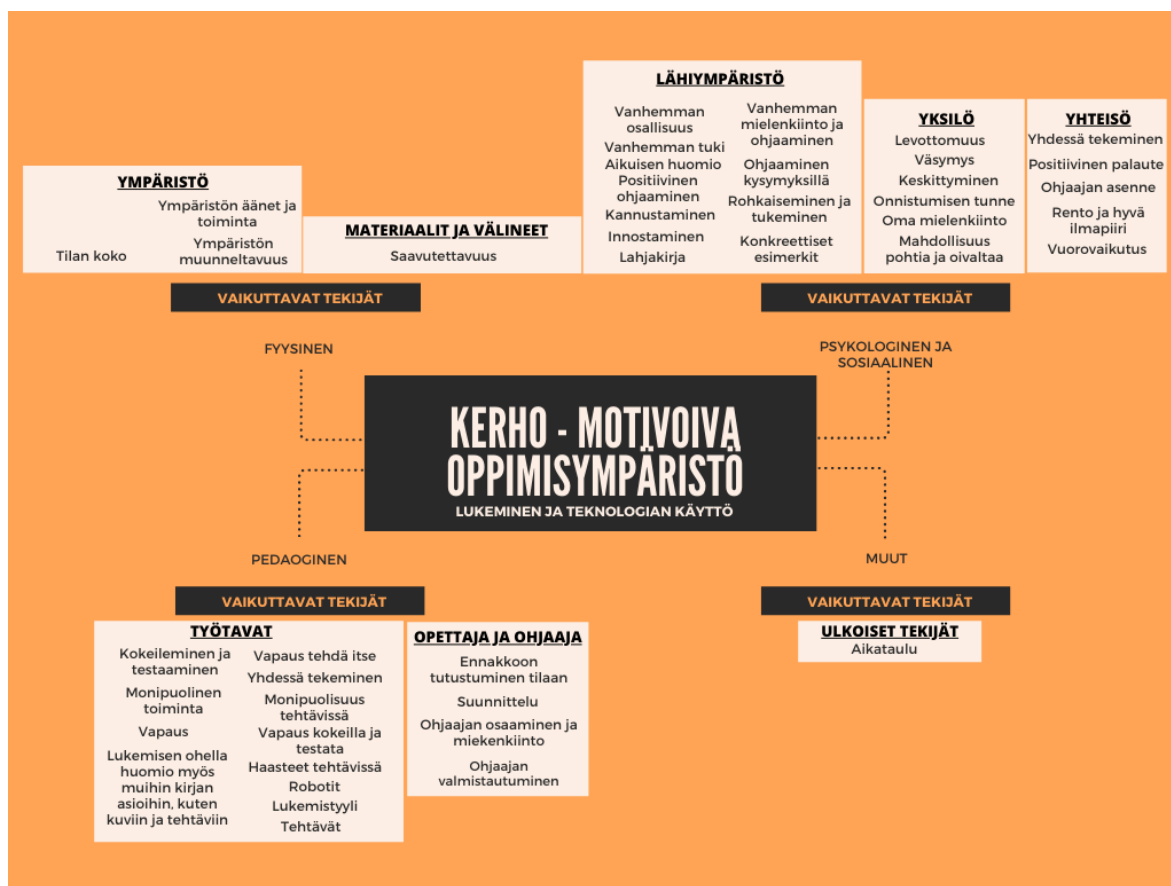 YMPÄRISTÖ
Ympäristön äänet ja
toiminta
Tilan koko
Ympäristön
muunneltavuus
MATERIAALIT JA VÄLINEET
Saavutettavuus
LÄHIYMPÄRISTÖ
Vanhemman
osallisuus
Vanhemman tuki
Aikuisen huomio
Positiivinen
ohjaaminen
Kannustaminen
Innostaminen
Lahjakirja
Vanhemman
mielenkiinto ja
ohjaaminen
Ohjaaminen
kysymyksillä
Rohkaiseminen ja
tukeminen
Konkreettiset
esimerkit
YKSILÖ
Levottomuus
Väsymys
Keskittyminen
Onnistumisen tunne
Oma mielenkiinto
Mahdollisuus
pohtia ja oivaltaa
YHTEISÖ
Yhdessä tekeminen
Positiivinen palaute
Ohjaajan asenne
Rento ja hyvä
ilmapiiri
Vuorovaikutus
VAIKUTTAVAT TEKIJÄT
VAIKUTTAVAT TEKIJÄT
FYYSINEN
PSYKOLOGINEN JA
SOSIAALINEN
KERHO - MOTIVOIVA
OPPIMISYMPÄRISTÖ
LUKEMINEN JA TEKNOLOGIAN KÄYTTÖ
PEDAOGINEN
MUUT
VAIKUTTAVAT TEKIJÄT
VAIKUTTAVAT TEKIJÄT
TYÖTAVAT
Kokeileminen ja
testaaminen
Monipuolinen
toiminta
Vapaus
Lukemisen ohella
huomio myös
muihin kirjan
asioihin, kuten
kuviin ja tehtäviin
Vapaus tehdä itse
Yhdessä tekeminen
Monipuolisuus
tehtävissä
Vapaus kokeilla ja
testata
Haasteet tehtävissä
Robotit
Lukemistyyli
Tehtävät
OPETTAJA JA OHJAAJA
Ennakkoon
tutustuminen tilaan
Suunnittelu
Ohjaajan osaaminen ja
miekenkiinto
Ohjaajan
valmistautuminen
ULKOISET TEKIJÄT
Aikataulu